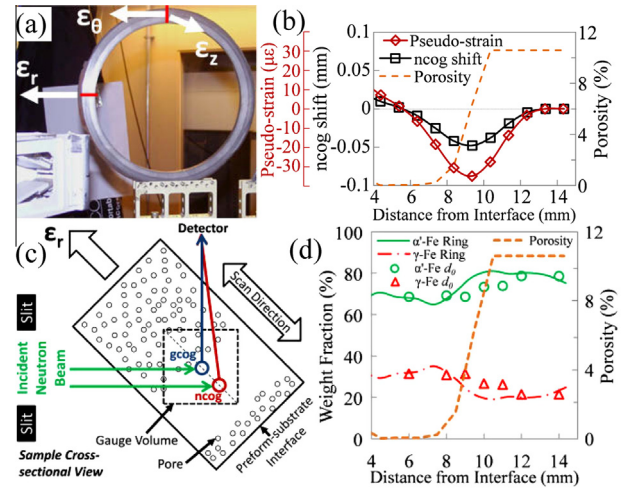 (a)
εθ
εz
εr
(b)
Pseudo-strain (με)
30
20
10
0
-10
-20
-30
ncog shift (mm)
0.1
0.05
0
-0.05
-0.1
Pseudo-strain
ncog shift
Porosity
12
10
8
6
4
2
0
Porosity (%)
4 6 8 10 12 14
Distance from Interface (mm)
(c)
εr
Detector
Scan Direction
Slit
Incident
Neutron
Beam
Slit
gcog
ncog
Gauge Volume
Pore
Preform-substrate
Interface
Sample Cross-
sectional View
(d)
Weight Fraction (%)
100
80
60
40
20
0
α'-Fe Ring
γ-Fe Ring
α'-Fe d0
γ-Fe d0
Porosity
12
8
4
0
Porosity (%)
4 6 8 10 12 14
Distance from Interface (mm)